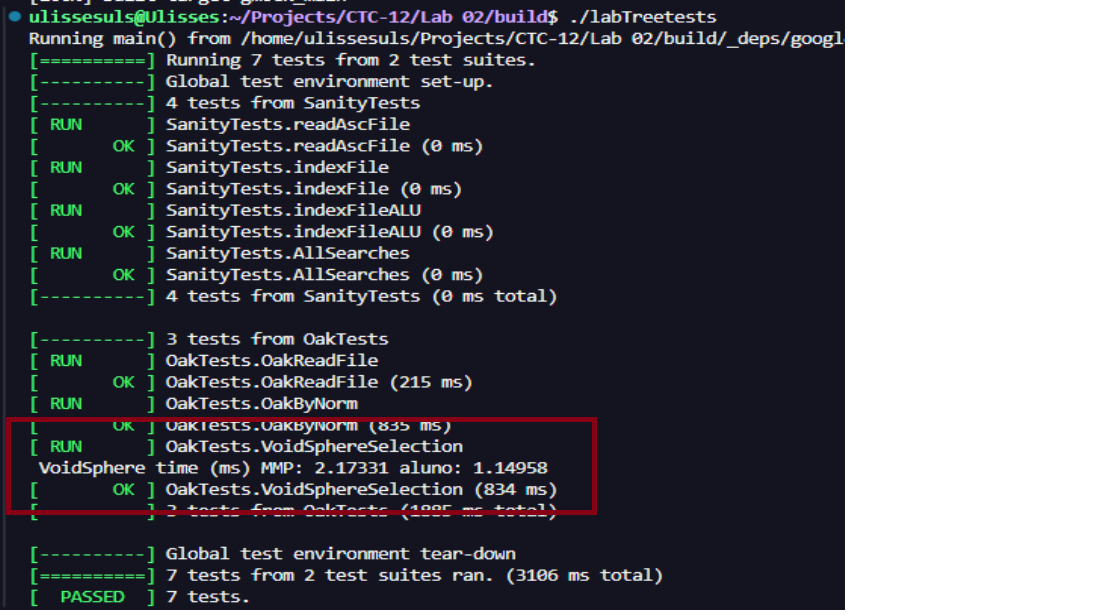 ulissesuls@Ulisses:~/Projects/CTC-12/Lab 02/build$ ./labTreetests
Running main() from /home/ulissesuls/Projects/CTC-12/Lab 02/build/_deps/googl
[==========] Running 7 tests from 2 test suites.
[----------] Global test environment set-up.
[----------] 4 tests from SanityTests
[ RUN      ] SanityTests.readAscFile
[       OK ] SanityTests.readAscFile (0 ms)
[ RUN      ] SanityTests.indexFile
[       OK ] SanityTests.indexFile (0 ms)
[ RUN      ] SanityTests.indexFileALU
[       OK ] SanityTests.indexFileALU (0 ms)
[ RUN      ] SanityTests.AllSearches
[       OK ] SanityTests.AllSearches (0 ms)
[----------] 4 tests from SanityTests (0 ms total)
[----------] 3 tests from OakTests
[ RUN      ] OakTests.OakReadFile
[       OK ] OakTests.OakReadFile (215 ms)
[ RUN      ] OakTests.OakByNorm
[       OK ] OakTests.OakByNorm (835 ms)
[ RUN      ] OakTests.VoidSphereSelection
VoidSphere time (ms) MMP: 2.17331 aluno: 1.14958
[       OK ] OakTests.VoidSphereSelection (834 ms)
[----------] 3 tests from OakTests (1885 ms total)
[----------] Global test environment tear-down
[==========] 7 tests from 2 test suites ran. (3106 ms total)
[  PASSED  ] 7 tests.